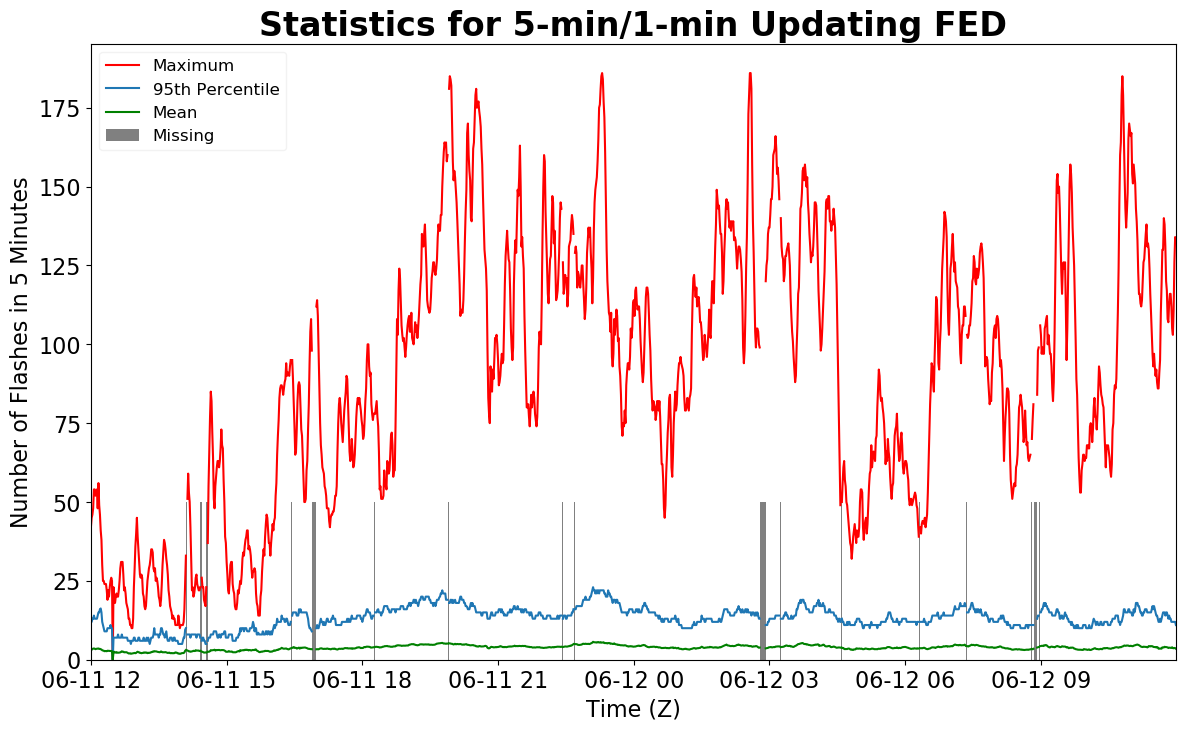 Statistics for 5-min/1-min Updating FED
Maximum
95th Percentile
Mean
Missing
Number of Flashes in 5 Minutes
175
150
125
100
75
50
25
0
06-11 12 06-11 15 06-11 18 06-11 21 06-12 00 06-12 03 06-12 06 06-12 09
Time (Z)